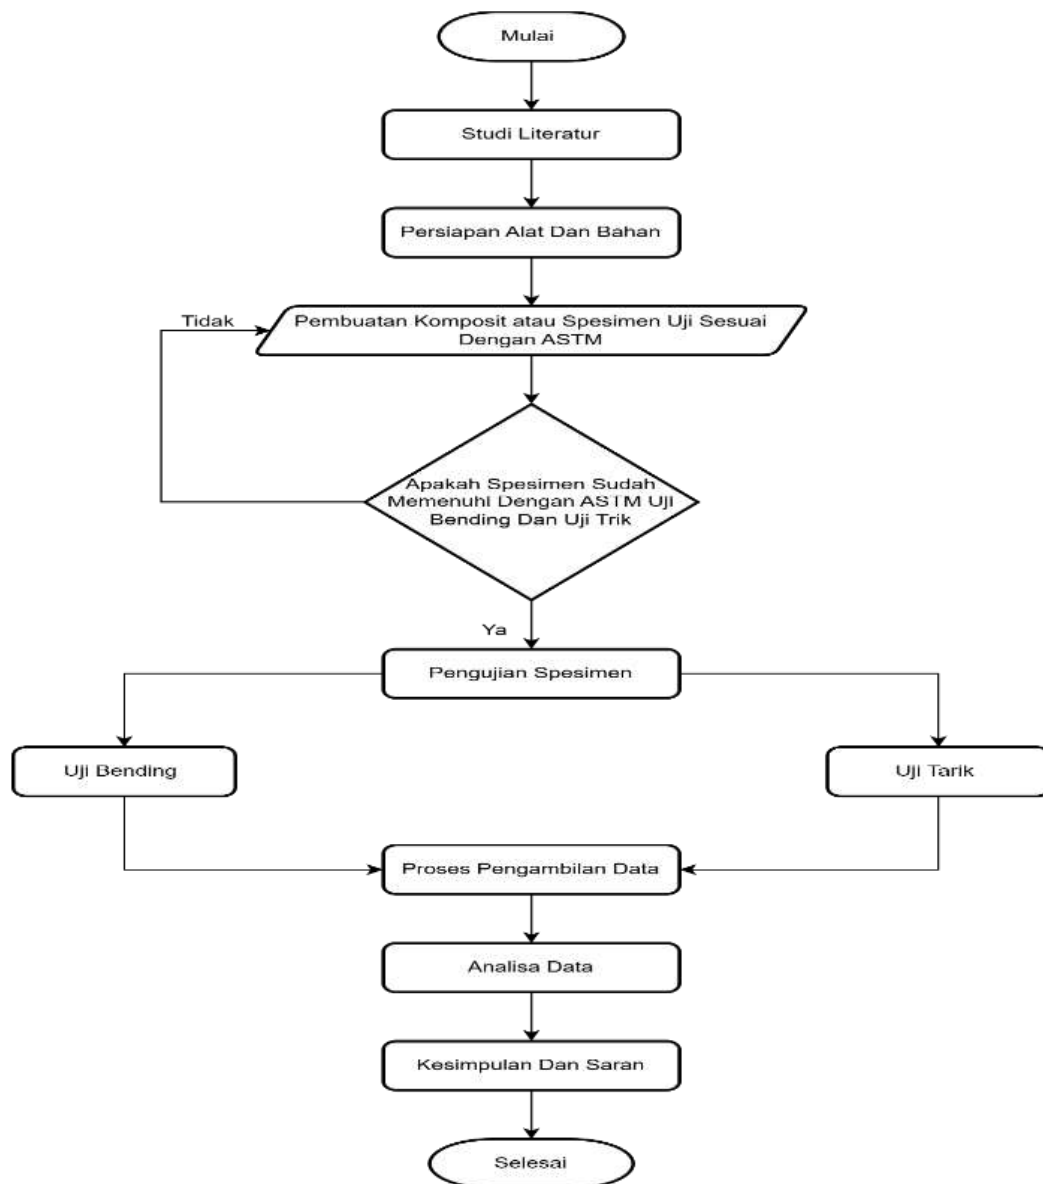 Mulai
Studi Literatur
Persiapan Alat Dan Bahan
Tidak
Pembuatan Komposit atau Spesimen Uji Sesuai
Dengan ASTM
Apakah Spesimen Sudah
Memenuhi Dengan ASTM Uji
Bending Dan Uji Trik
Ya
Pengujian Spesimen
Uji Bending
Uji Tarik
Proses Pengambilan Data
Analisa Data
Kesimpulan Dan Saran
Selesai